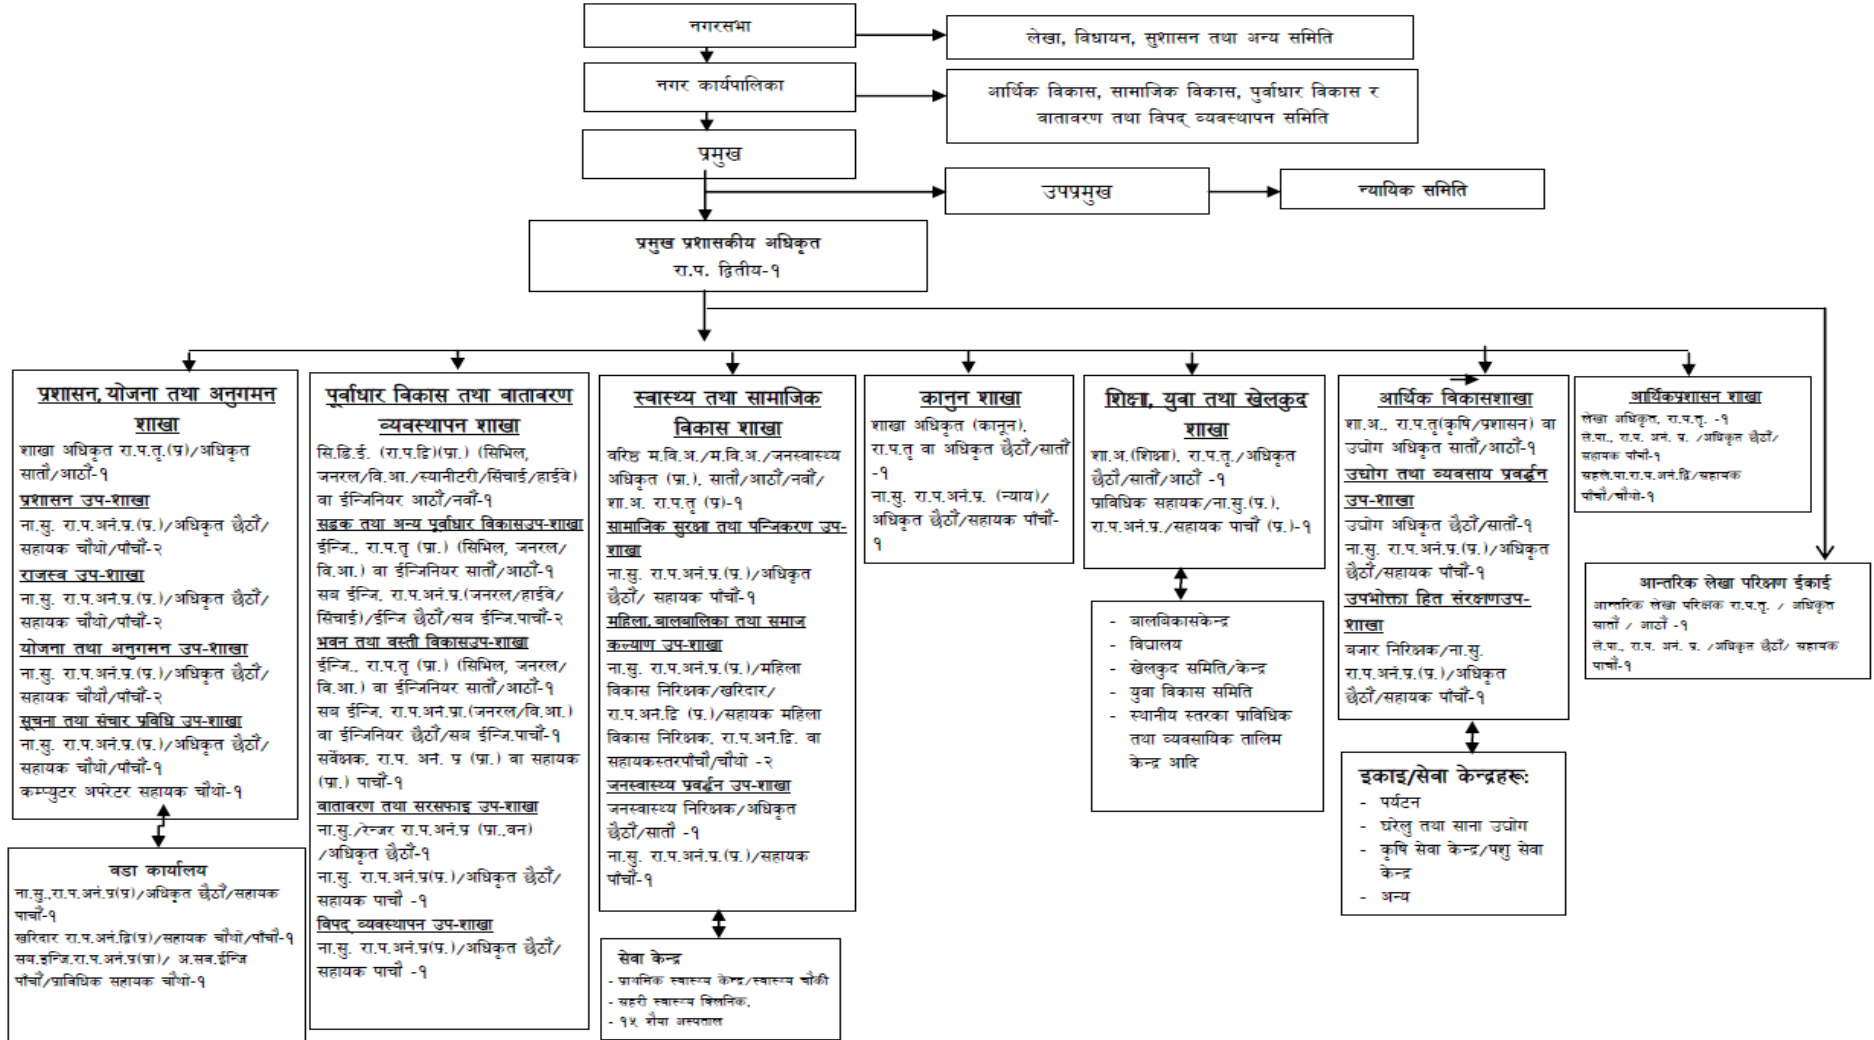 नगरसभा
लेखा, विधायन, सुशासन तथा अन्य समिति
नगर कार्यपालिका
आर्थिक विकास, सामाजिक विकास, पुर्वाधार विकास र
वातावरण तथा विपद् व्यवस्थापन समिति
प्रमुख
उपप्रमुख
न्यायिक समिति
प्रमुख प्रशासकीय अधिकृत
रा.प. द्वितीय-१
प्रशासन, योजना तथा अनुगमन
शाखा
शाखा अधिकृत रा.प.तृ.(प्र)/अधिकृत
सातौं/आठौं-१
प्रशासन उप-शाखा
ना.सु. रा.प.अनं.प्र.(प्र.)/अधिकृत छैठौं/
सहायक चौथो/पाँचौं-२
राजस्व उप-शाखा
ना.सु. रा.प.अनं.प्र.(प्र.)/अधिकृत छैठौं/
सहायक चौथो/पाँचौं-२
योजना तथा अनुगमन उप-शाखा
ना.सु. रा.प.अनं.प्र.(प्र.)/अधिकृत छैठौं/
सहायक चौथौ/पाँचौं-२
सूचना तथा संचार प्रविधि उप-शाखा
ना.सु. रा.प.अनं.प्र.(प्र.)/अधिकृत छैठौं/
सहायक चौथो/पाँचौं-१
कम्प्युटर अपरेटर सहायक चौथो-१
वडा कार्यालय
ना.सु.,रा.प.अनं.प्र(प्र)/अधिकृत छैठौं/सहायक
पाचौं-१
खरिदार रा.प.अनं.द्वि(प्र)/सहायक चौथो/पाँचौं-१
सव.इन्जि.रा.प.अनं.प्र(प्रा)/ अ.सव.ईन्जि
पाँचौं/प्राविधिक सहायक चौथो-१
पूर्वाधार विकास तथा वातावरण
व्यवस्थापन शाखा
सि.डि.ई. (रा.प.द्वि)(प्रा.) (सिभिल,
जनरल/वि.आ./स्यानीटरी/सिंचाई/हाईवे)
वा ईन्जिनियर आठौं/नवौं-१
सडक तथा अन्य पूर्वाधार विकासउप-शाखा
ईन्जि., रा.प.तृ (प्रा.) (सिभिल, जनरल/
वि.आ.) वा ईन्जिनियर सातौं/आठौं-१
सब ईन्जि, रा.प.अनं.प्र.(जनरल/हाईवे/
सिंचाई)/ईन्जि छैठौं/सब ईन्जि.पाचौं-२
भवन तथा वस्ती विकासउप-शाखा
ईन्जि., रा.प.तृ (प्रा.) (सिभिल, जनरल/
वि.आ.) वा ईन्जिनियर सातौं/आठौं-१
सब ईन्जि, रा.प.अनं.प्रा.(जनरल/वि.आ.)
वा ईन्जिनियर छैठौं/सब ईन्जि.पाचौं-१
सर्वेक्षक, रा.प. अनं. प्र (प्रा.) वा सहायक
(प्रा.) पाचौं-१
वातावरण तथा सरसफाइ उप-शाखा
ना.सु./रेन्जर रा.प.अनं.प्र (प्रा.,वन)
/अधिकृत छैठौं-१
ना.सु. रा.प.अनं.प्र(प्र.)/अधिकृत छैठौं/
सहायक पाचौं -१
विपद् व्यवस्थापन उप-शाखा
ना.सु. रा.प.अनं.प्र(प्र.)/अधिकृत छैठौं/
सहायक पाचौं -१
स्वास्थ्य तथा सामाजिक
विकास शाखा
वरिष्ठ म.वि.अ./म.वि.अ./जनस्वास्थ्य
अधिकृत (प्रा.), सातौं/आठौं/नवौं/
शा.अ. रा.प.तृ (प्र)-१
सामाजिक सुरक्षा तथा पन्जिकरण उप-
शाखा
ना.सु. रा.प.अनं.प्र.(प्र.)/अधिकृत
छैठौं/ सहायक पाँचौं-१
महिला,बालबालिका तथा समाज
कल्याण उप-शाखा
ना.सु. रा.प.अनं.प्र.(प्र.)/महिला
विकास निरिक्षक/खरिदार/
रा.प.अनं.द्वि (प्र.)/सहायक महिला
विकास निरिक्षक, रा.प.अनं.द्वि. वा
सहायकस्तरपाँचौं/चौथो -२
जनस्वास्थ्य प्रवर्द्धन उप-शाखा
जनस्वास्थ्य निरिक्षक/अधिकृत
छैठौं/सातौं -१
ना.सु. रा.प.अनं.प्र.(प्र.)/सहायक
पाँचौं-१
सेवा केन्द्र
- प्राथमिक स्वास्थ्य केन्द्र/स्वास्थ्य चौकी
- सहरी स्वास्थ्य क्लिनिक,
- १५ शैया अस्पताल
कानुन शाखा
शाखा अधिकृत (कानून),
रा.प.तृ वा अधिकृत छैठौं/सातौं
-१
ना.सु. रा.प.अनं.प्र. (न्याय)/
अधिकृत छैठौं/सहायक पाँचौं-
१
शिक्षा, युवा तथा खेलकुद
शाखा
शा.अ.(शिक्षा), रा.प.तृ./अधिकृत
छैठौं/सातौं/आठौं -१
प्राविधिक सहायक/ना.सु.(प्र.),
रा.प.अनं.प्र./सहायक पाचौं (प्र.)-१
- बालबिकासकेन्द्र
- विद्यालय
- खेलकुद समिति/केन्द्र
- युवा विकास समिति
- स्थानीय स्तरका प्राविधिक
तथा व्यवसायिक तालिम
केन्द्र आदि
आर्थिक विकासशाखा
शा.अ., रा.प.तृ(कृषि/प्रशासन) वा
उद्योग अधिकृत सातौं/आठौं-१
उद्योग तथा व्यवसाय प्रवर्द्धन
उप-शाखा
उद्योग अधिकृत छैठौं/सातौं-१
ना.सु. रा.प.अनं.प्र.(प्र.)/अधिकृत
छैठौं/सहायक पाँचौं-१
उपभोक्ता हित संरक्षणउप-
शाखा
बजार निरिक्षक/ना.सु.
रा.प.अनं.प्र.(प्र.)/अधिकृत
छैठौं/सहायक पाँचौं-१
इकाइ/सेवा केन्द्रहरू:
- पर्यटन
- घरेलु तथा साना उद्योग
- कृषि सेवा केन्द्र/पशु सेवा
केन्द्र
- अन्य
आर्थिकप्रशासन शाखा
लेखा अधिकृत, रा.प.तृ. -१
ले.पा., रा.प. अनं. प्र. /अधिकृत छैठौं/
सहायक पाँचौं-१
सहले.पा.रा.प.अनं.द्वि/सहायक
पाँचौं/चौथो-१
आन्तरिक लेखा परिक्षण ईकाई
आन्तरिक लेखा परिक्षक रा.प.तृ. / अधिकृत
सातौं / आठौं -१
ले.पा., रा.प. अनं. प्र. /अधिकृत छैठौं/ सहायक
पाचौं-१